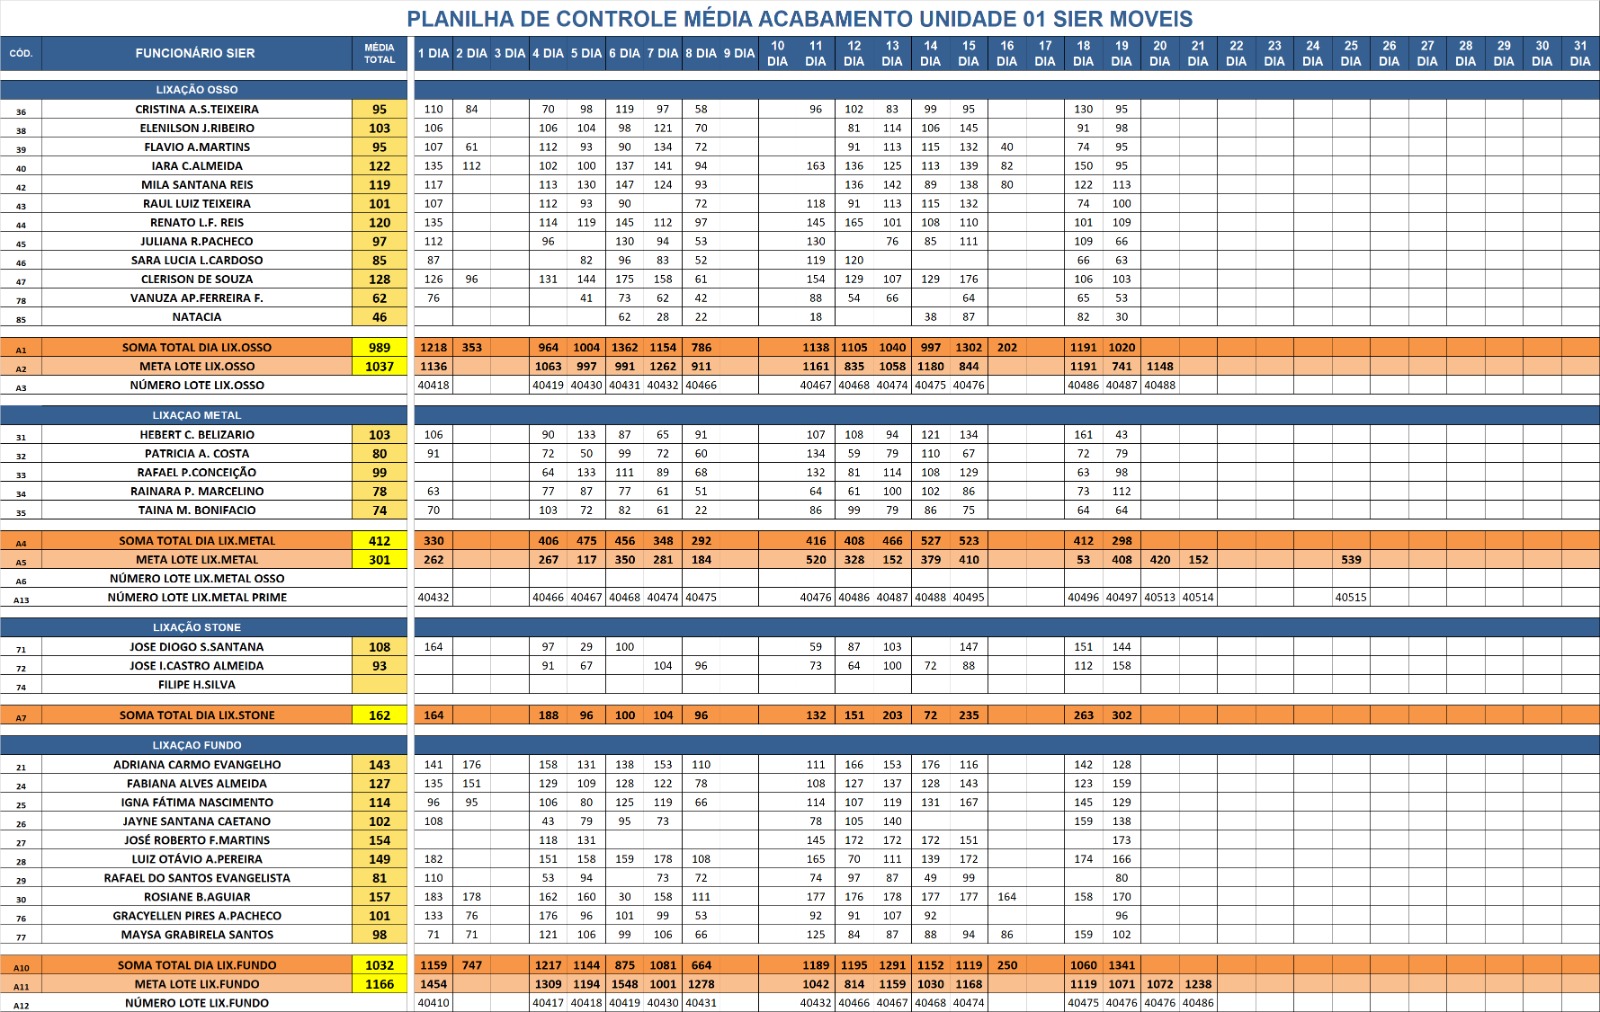 PLANILHA DE CONTROLE MÉDIA ACABAMENTO UNIDADE 01 SIER MOVEIS
CÓD. FUNCIONÁRIO SIER MÉDIA TOTAL 1 DIA 2 DIA 3 DIA 4 DIA 5 DIA 6 DIA 7 DIA 8 DIA 9 DIA 10 DIA 11 DIA 12 DIA 13 DIA 14 DIA 15 DIA 16 DIA 17 DIA 18 DIA 19 DIA 20 DIA 21 DIA 22 DIA 23 DIA 24 DIA 25 DIA 26 DIA 27 DIA 28 DIA 29 DIA 30 DIA 31 DIA
LIXAÇÃO OSSO
36 CRISTINA A.S.TEIXEIRA 95 110 84 70 98 119 97 58 96 102 83 99 95 130 95
38 ELENILSON J.RIBEIRO 103 106 106 104 98 121 70 81 114 106 145 91 98
39 FLAVIO A.MARTINS 95 107 61 112 93 90 134 72 91 113 115 132 40 74 95
40 IARA C.ALMEIDA 122 135 112 102 100 137 141 94 163 136 125 113 139 82 150 95
42 MILA SANTANA REIS 119 117 113 130 147 124 93 136 142 89 138 80 122 113
43 RAUL LUIZ TEIXEIRA 101 107 112 93 90 72 118 91 113 115 132 74 100
44 RENATO L.F. REIS 120 135 114 119 145 112 97 145 165 101 108 110 101 109
45 JULIANA R.PACHECO 97 112 96 130 94 53 130 76 85 111 109 66
46 SARA LUCIA L.CARDOSO 85 87 82 96 83 52 119 120 66 63
47 CLERISON DE SOUZA 128 126 96 131 144 175 158 61 154 129 107 129 176 106 103
78 VANUZA AP.FERREIRA F. 62 76 41 73 62 42 88 54 66 64 65 53
85 NATACIA 46 62 28 22 18 38 87 82 30
A1 SOMA TOTAL DIA LIX.OSSO 989 1218 353 964 1004 1362 1154 786 1138 1105 1040 997 1302 202 1191 1020
A2 META LOTE LIX.OSSO 1037 1136 1063 997 991 1262 911 1161 835 1058 1180 844 1191 741 1148
A3 NÚMERO LOTE LIX.OSSO 40418 40419 40430 40431 40432 40466 40467 40468 40474 40475 40476 40486 40487 40488
LIXAÇAO METAL
31 HEBERT C. BELIZARIO 103 106 90 133 87 65 91 107 108 94 121 134 161 43
32 PATRICIA A. COSTA 80 91 72 50 99 72 60 134 59 79 110 67 72 79
33 RAFAEL P.CONCEIÇÃO 99 64 133 111 89 68 132 81 114 108 129 63 98
34 RAINARA P. MARCELINO 78 63 77 87 77 61 51 64 61 100 102 86 73 112
35 TAINA M. BONIFACIO 74 70 103 72 82 61 22 86 99 79 86 75 64 64
A4 SOMA TOTAL DIA LIX.METAL 412 330 406 475 456 348 292 416 408 466 527 523 412 298
A5 META LOTE LIX.METAL 301 262 267 117 350 281 184 520 328 152 379 410 53 408 420 152 539
A6 NÚMERO LOTE LIX.METAL OSSO
A13 NÚMERO LOTE LIX.METAL PRIME 40432 40466 40467 40468 40474 40475 40476 40486 40487 40488 40495 40496 40497 40513 40514 40515
LIXAÇÃO STONE
71 JOSE DIOGO S.SANTANA 108 164 97 29 100 59 87 103 147 151 144
72 JOSE I.CASTRO ALMEIDA 93 91 67 104 96 73 64 100 72 88 112 158
74 FILIPE H.SILVA
A7 SOMA TOTAL DIA LIX.STONE 162 164 188 96 100 104 96 132 151 203 72 235 263 302
LIXAÇAO FUNDO
21 ADRIANA CARMO EVANGELHO 143 141 176 158 131 138 153 110 111 166 153 176 116 142 128
24 FABIANA ALVES ALMEIDA 127 135 151 129 109 128 122 78 108 127 137 128 143 123 159
25 IGNA FÁTIMA NASCIMENTO 114 96 95 106 80 125 119 66 114 107 119 131 167 145 129
26 JAYNE SANTANA CAETANO 102 108 43 79 95 73 78 105 140 159 138
27 JOSÉ ROBERTO F.MARTINS 154 118 131 145 172 172 172 151 173
28 LUIZ OTÁVIO A.PEREIRA 149 182 151 158 159 178 108 165 70 111 139 172 174 166
29 RAFAEL DO SANTOS EVANGELISTA 81 110 53 94 73 72 74 97 87 49 99 80
30 ROSIANE B.AGUIAR 157 183 178 162 160 30 158 111 177 176 178 177 177 164 158 170
76 GRACYELLEN PIRES A.PACHECO 101 133 76 176 96 101 99 53 92 91 107 92 96
77 MAYSA GRABIRELA SANTOS 98 71 71 121 106 99 106 66 125 84 87 88 94 86 159 102
A10 SOMA TOTAL DIA LIX.FUNDO 1032 1159 747 1217 1144 875 1081 664 1189 1195 1291 1152 1119 250 1060 1341
A11 META LOTE LIX.FUNDO 1166 1454 1309 1194 1548 1001 1278 1042 814 1159 1030 1168 1119 1071 1072 1238
A12 NÚMERO LOTE LIX.FUNDO 40410 40417 40418 40419 40430 40431 40432 40466 40467 40468 40474 40475 40476 40476 40486